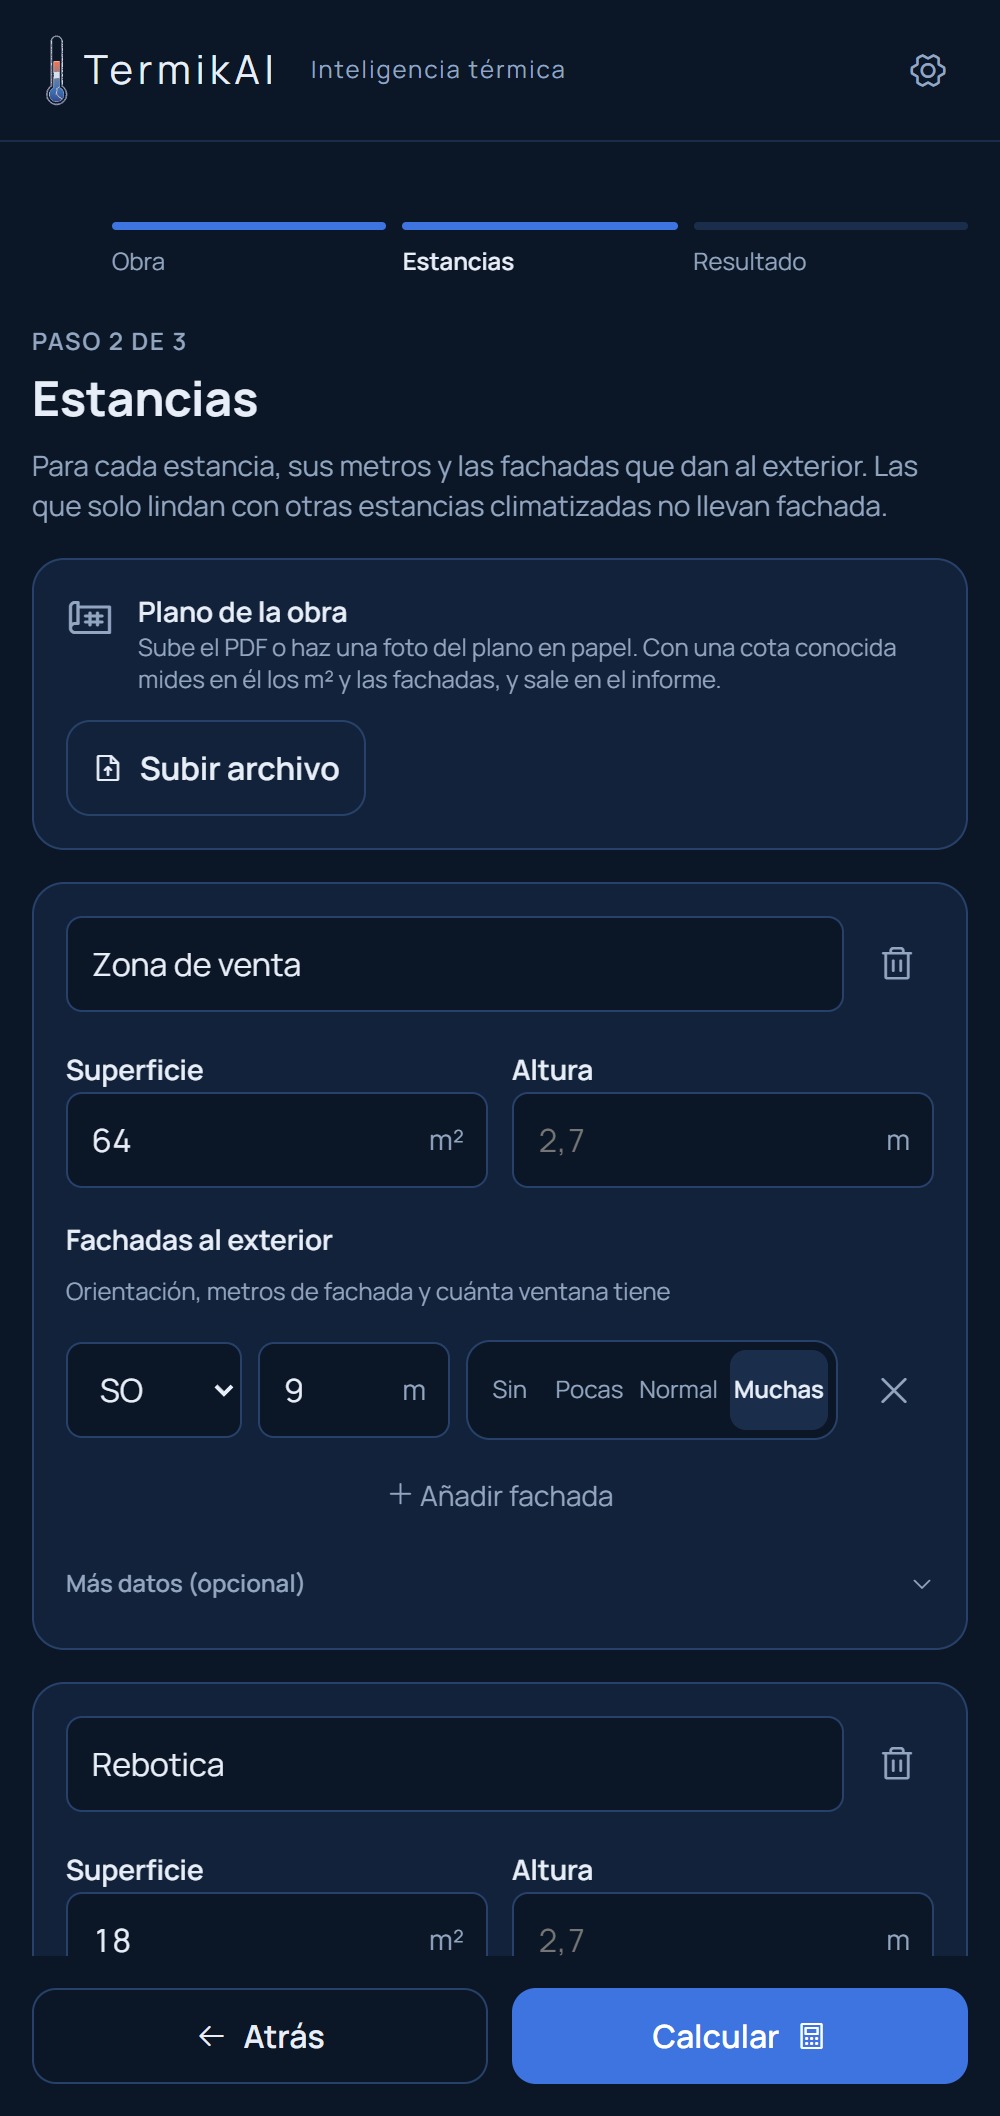 TermikAI
Inteligencia térmica
Obra
Estancias
Resultado
PASO 2 DE 3
Estancias
Para cada estancia, sus metros y las fachadas que dan al exterior. Las
que solo lindan con otras estancias climatizadas no llevan fachada.
Plano de la obra
Sube el PDF o haz una foto del plano en papel. Con una cota conocida
mides en él los m² y las fachadas, y sale en el informe.
Subir archivo
Zona de venta
Superficie
Altura
64 m²
2,7 m
Fachadas al exterior
Orientación, metros de fachada y cuánta ventana tiene
SO
9 m
Sin
Pocas
Normal
Muchas
+ Añadir fachada
Más datos (opcional)
Rebotica
Superficie
Altura
18 m²
2,7 m
← Atrás
Calcular